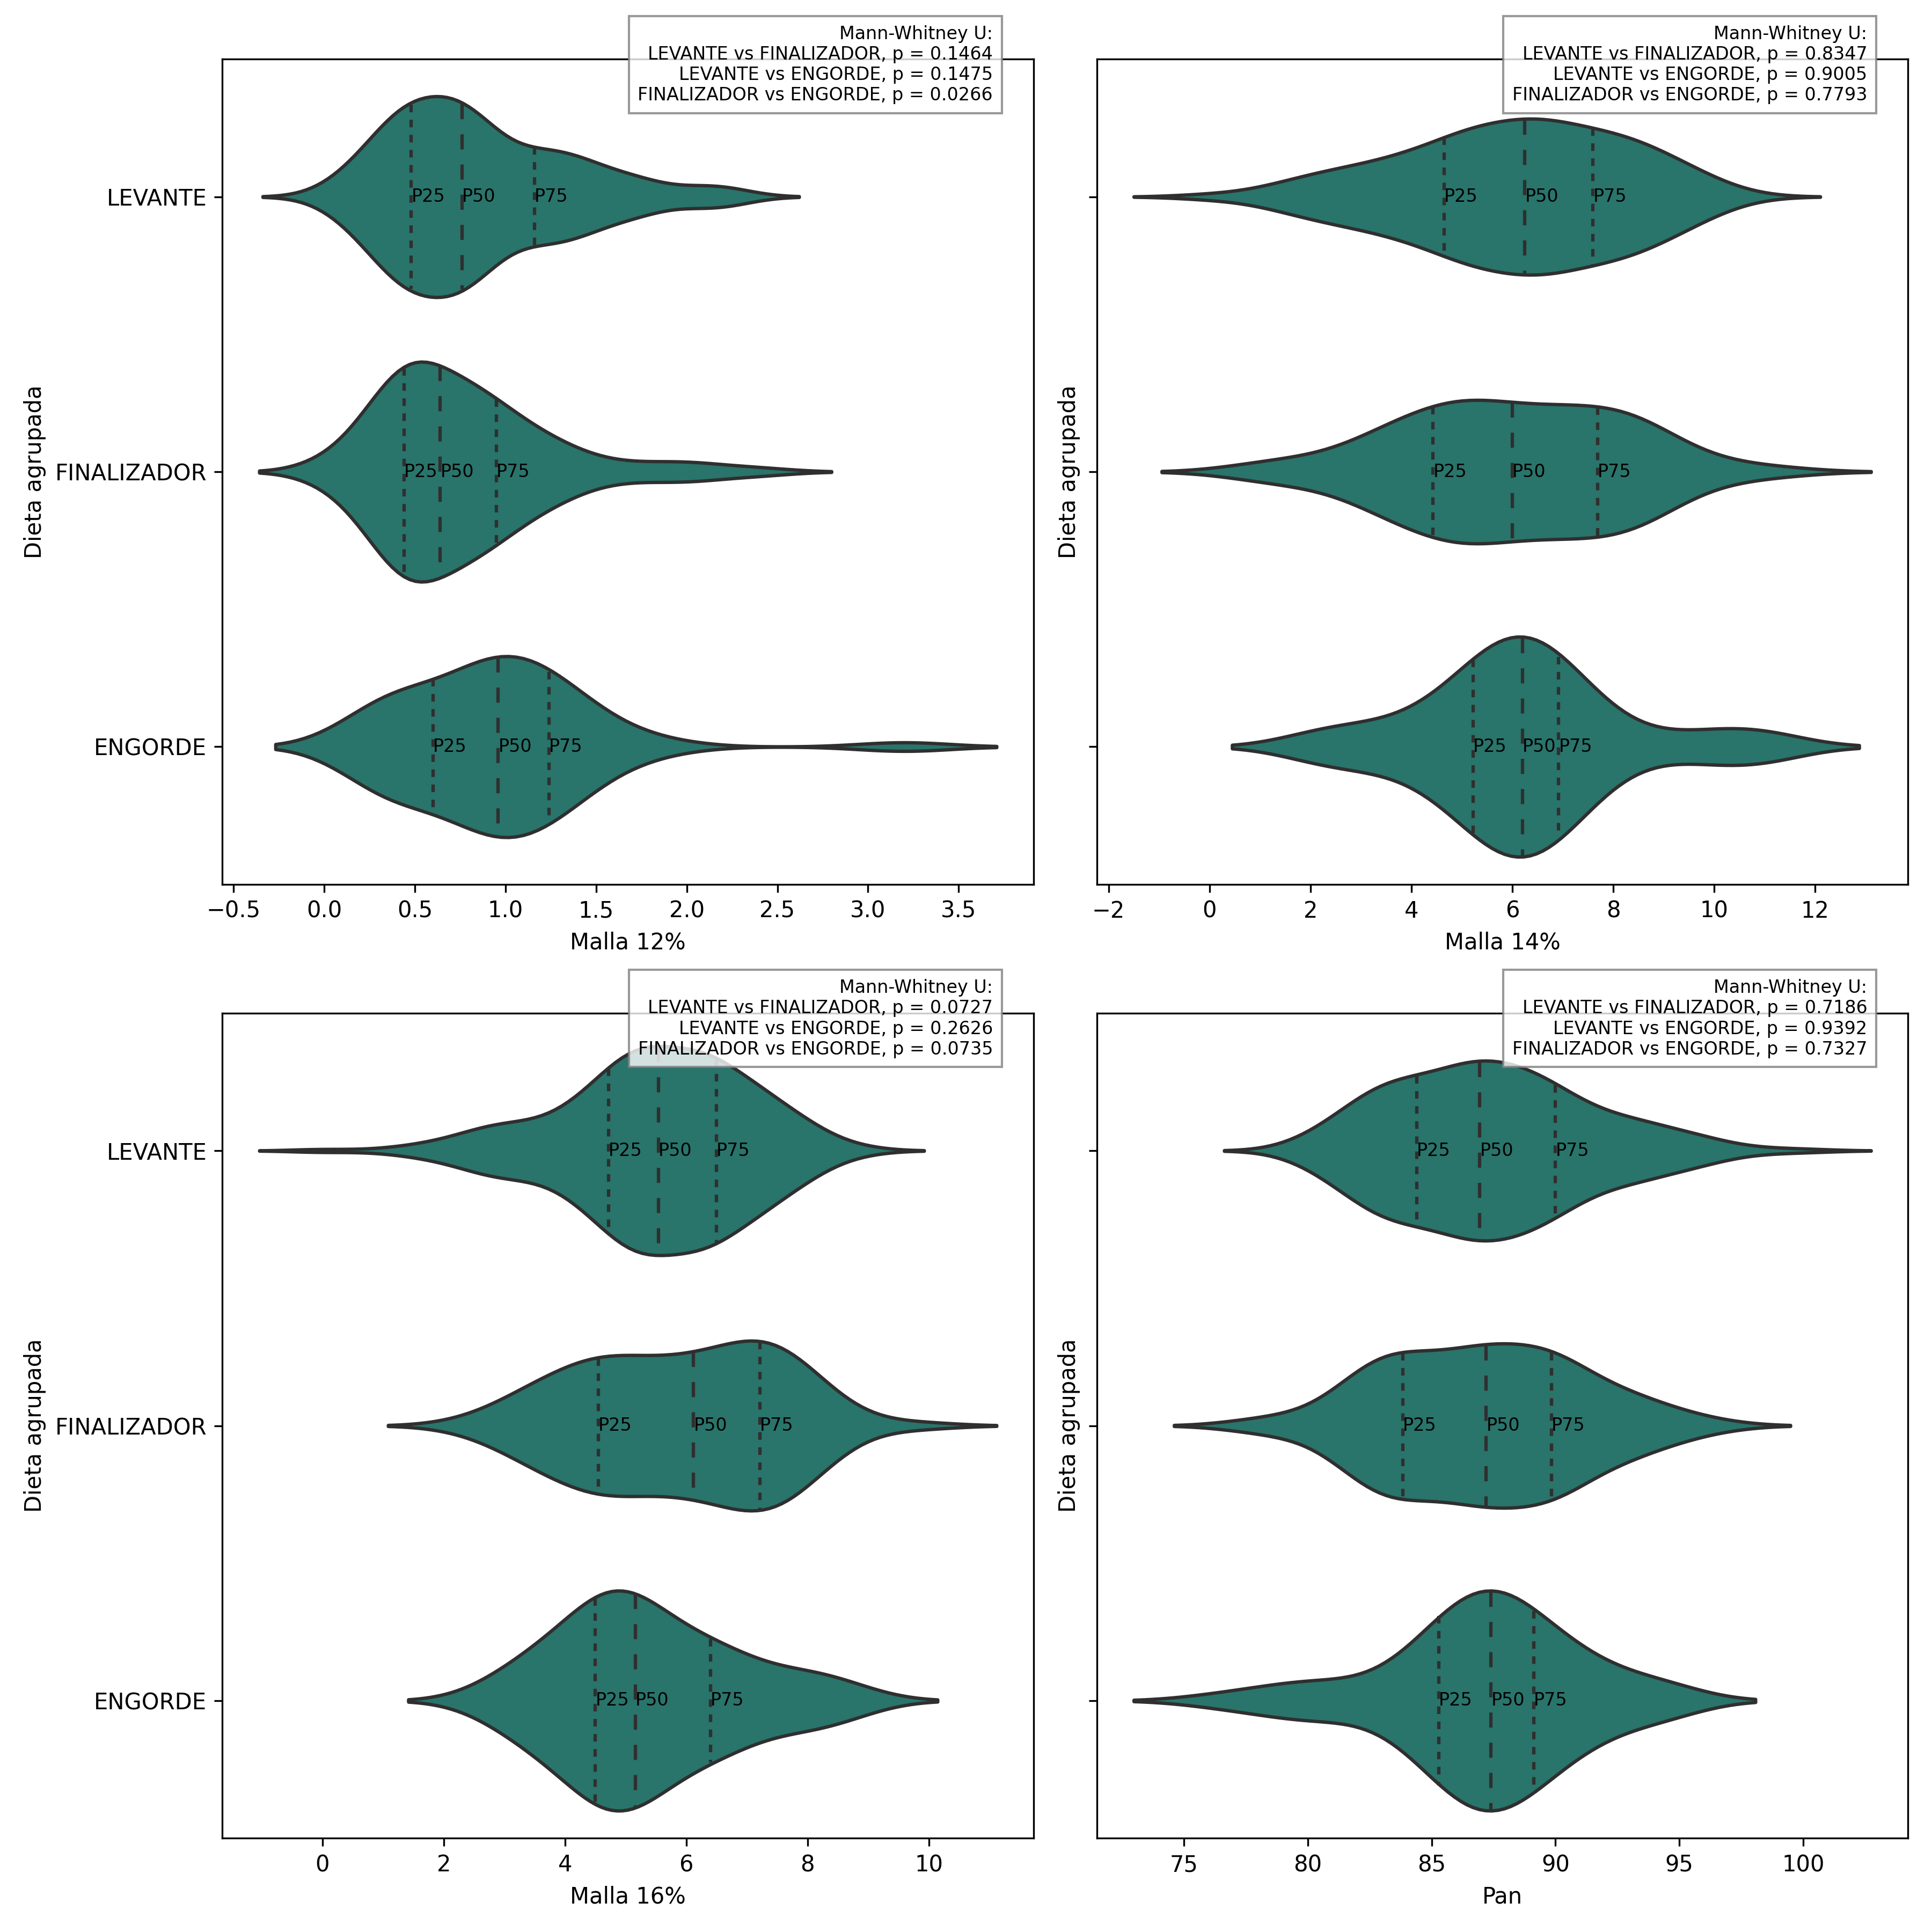 Mann-Whitney U:
LEVANTE vs FINALIZADOR, p = 0.1464
LEVANTE vs ENGORDE, p = 0.1475
FINALIZADOR vs ENGORDE, p = 0.0266
Dieta agrupada
LEVANTE
P25 P50 P75
FINALIZADOR
P25 P50 P75
ENGORDE
P25 P50 P75
−0.5 0.0 0.5 1.0 1.5 2.0 2.5 3.0 3.5
Malla 12%
Mann-Whitney U:
LEVANTE vs FINALIZADOR, p = 0.8347
LEVANTE vs ENGORDE, p = 0.9005
FINALIZADOR vs ENGORDE, p = 0.7793
Dieta agrupada
P25 P50 P75
P25 P50 P75
P25 P50 P75
−2 0 2 4 6 8 10 12
Malla 14%
Mann-Whitney U:
LEVANTE vs FINALIZADOR, p = 0.0727
LEVANTE vs ENGORDE, p = 0.2626
FINALIZADOR vs ENGORDE, p = 0.0735
Dieta agrupada
LEVANTE
P25 P50 P75
FINALIZADOR
P25 P50 P75
ENGORDE
P25 P50 P75
0 2 4 6 8 10
Malla 16%
Mann-Whitney U:
LEVANTE vs FINALIZADOR, p = 0.7186
LEVANTE vs ENGORDE, p = 0.9392
FINALIZADOR vs ENGORDE, p = 0.7327
Dieta agrupada
P25 P50 P75
P25 P50 P75
P25 P50 P75
75 80 85 90 95 100
Pan